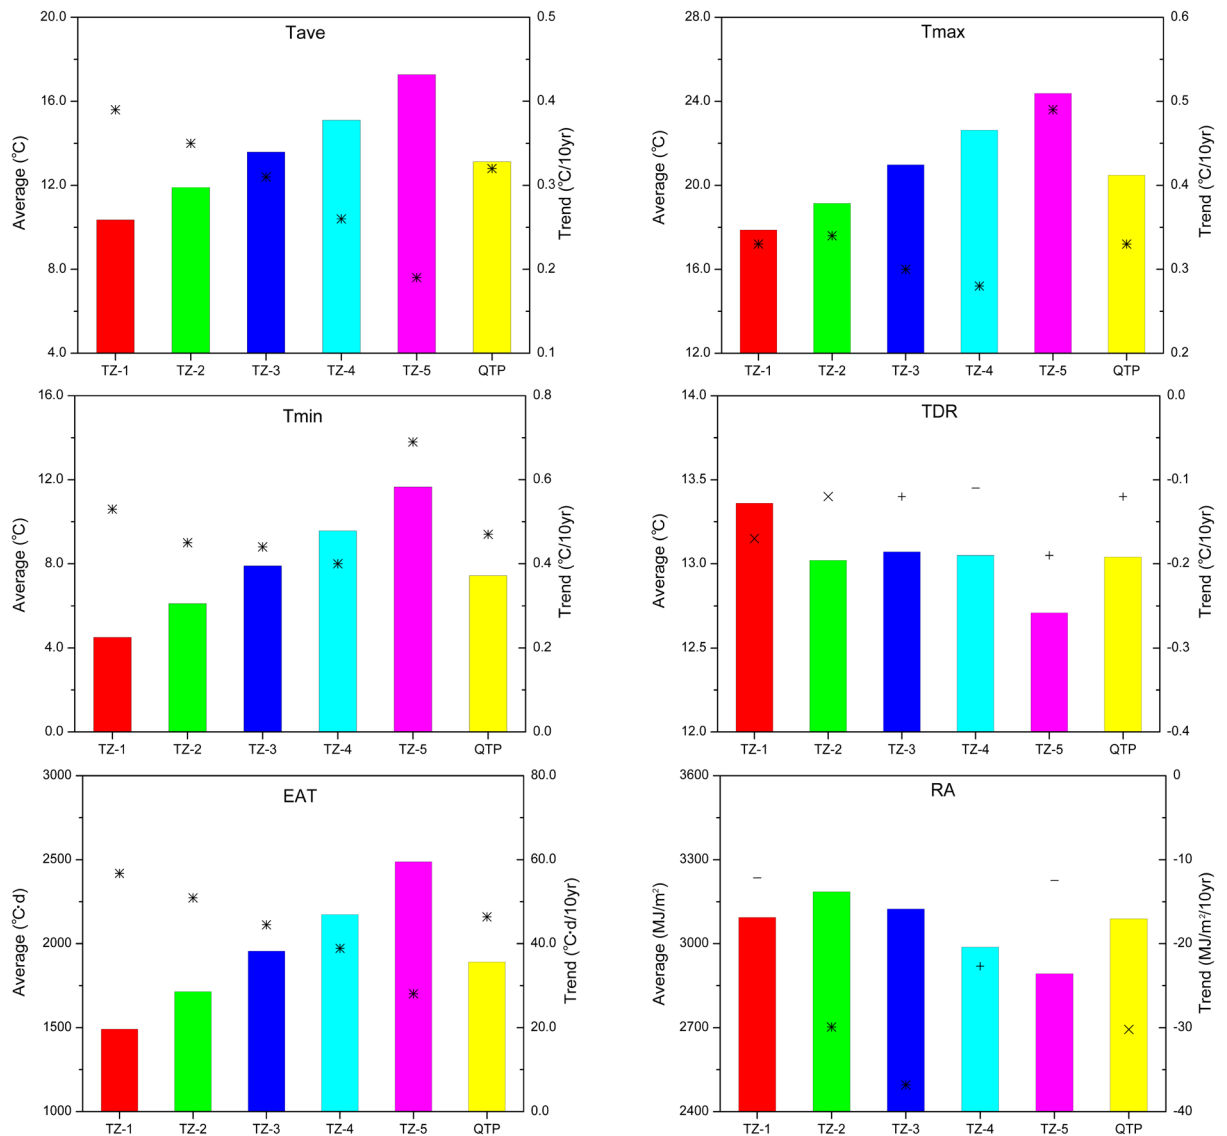 Tave
20.0
16.0
12.0
8.0
4.0
Average (℃)
0.5
0.4
0.3
0.2
0.1
Trend (℃/10yr)
TZ-1 TZ-2 TZ-3 TZ-4 TZ-5 QTP
Tmax
28.0
24.0
20.0
16.0
12.0
Average (℃)
0.6
0.5
0.4
0.3
0.2
Trend (℃/10yr)
TZ-1 TZ-2 TZ-3 TZ-4 TZ-5 QTP
Tmin
16.0
12.0
8.0
4.0
0.0
Average (℃)
0.8
0.6
0.4
0.2
0.0
Trend (℃/10yr)
TZ-1 TZ-2 TZ-3 TZ-4 TZ-5 QTP
TDR
14.0
13.5
13.0
12.5
12.0
Average (℃)
0.0
-0.1
-0.2
-0.3
-0.4
Trend (℃/10yr)
TZ-1 TZ-2 TZ-3 TZ-4 TZ-5 QTP
EAT
3000
2500
2000
1500
1000
Average (℃·d)
80.0
60.0
40.0
20.0
0.0
Trend (℃·d/10yr)
TZ-1 TZ-2 TZ-3 TZ-4 TZ-5 QTP
RA
3600
3300
3000
2700
2400
Average (MJ/m²)
0
-10
-20
-30
-40
Trend (MJ/m²/10yr)
TZ-1 TZ-2 TZ-3 TZ-4 TZ-5 QTP